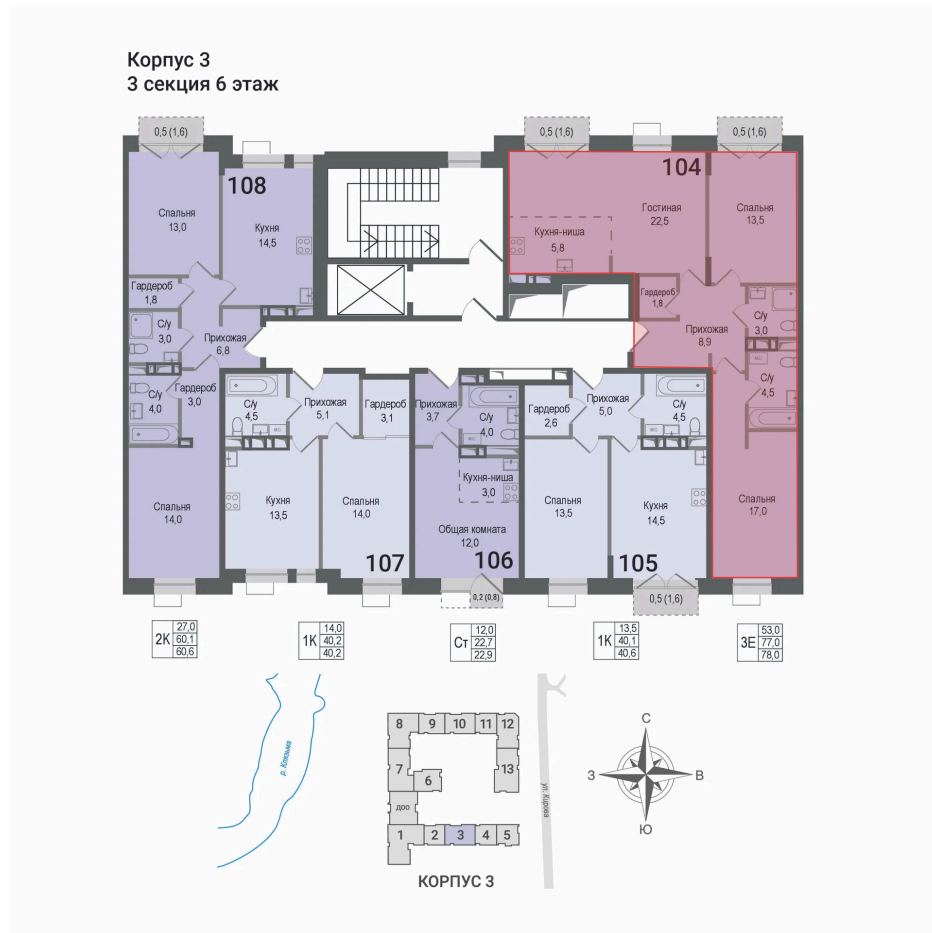 Корпус 3
3 секция 6 этаж
0,5 (1,6)
0,5 (1,6)
0,5 (1,6)
108
104
Спальня
13,0
Кухня
14,5
Гостиная
22,5
Спальня
13,5
Кухня-ниша
5,8
Гардероб
1,8
Гардероб
1,8
С/у
3,0
Прихожая
6,8
Прихожая
8,9
С/у
3,0
С/у
4,0
Гардероб
3,0
С/у
4,5
Прихожая
5,1
Гардероб
3,1
Прихожая
3,7
С/у
4,0
Гардероб
2,6
Прихожая
5,0
С/у
4,5
С/у
4,5
Кухня-ниша
3,0
Спальня
14,0
Кухня
13,5
Спальня
14,0
Общая комната
12,0
Спальня
13,5
Кухня
14,5
Спальня
17,0
107
106
105
0,2 (0,8)
0,5 (1,6)
2К
27,0
60,1
60,6
1К
14,0
40,2
40,2
Ст
12,0
22,7
22,9
1К
13,5
40,1
40,6
3Е
53,0
77,0
78,0
р. Клязьма
8 9 10 11 12
7
6
13
ДОО
1 2 3 4 5
КОРПУС 3
ул. Кирова
С
З
В
Ю